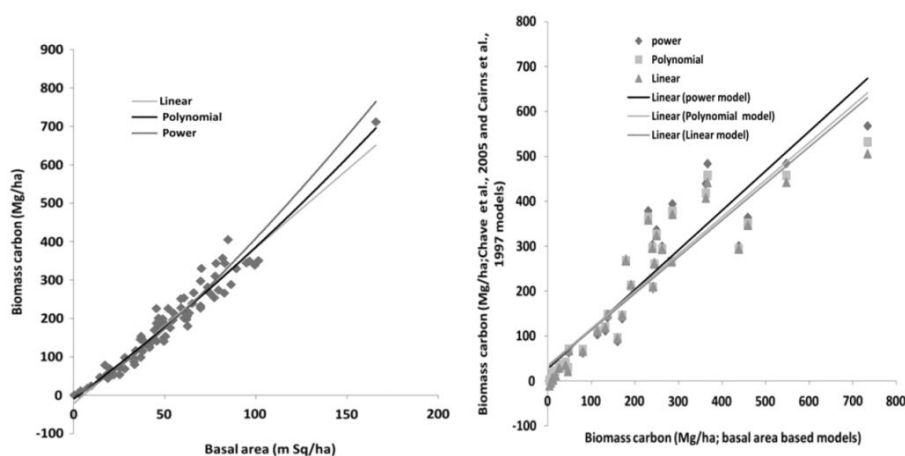 900
800
700
600
500
400
300
200
100
0
-100
0 50 100 150 200
Biomass carbon (Mg/ha)
Basal area (m Sq/ha)
Linear
Polynomial
Power
800
700
600
500
400
300
200
100
0
-100
0 100 200 300 400 500 600 700 800
Biomass carbon (Mg/ha;Chave et al., 2005 and Cairns et al.,
1997 models)
Biomass carbon (Mg/ha; basal area based models)
power
Polynomial
Linear
Linear (power model)
Linear (Polynomial model)
Linear (Linear model)